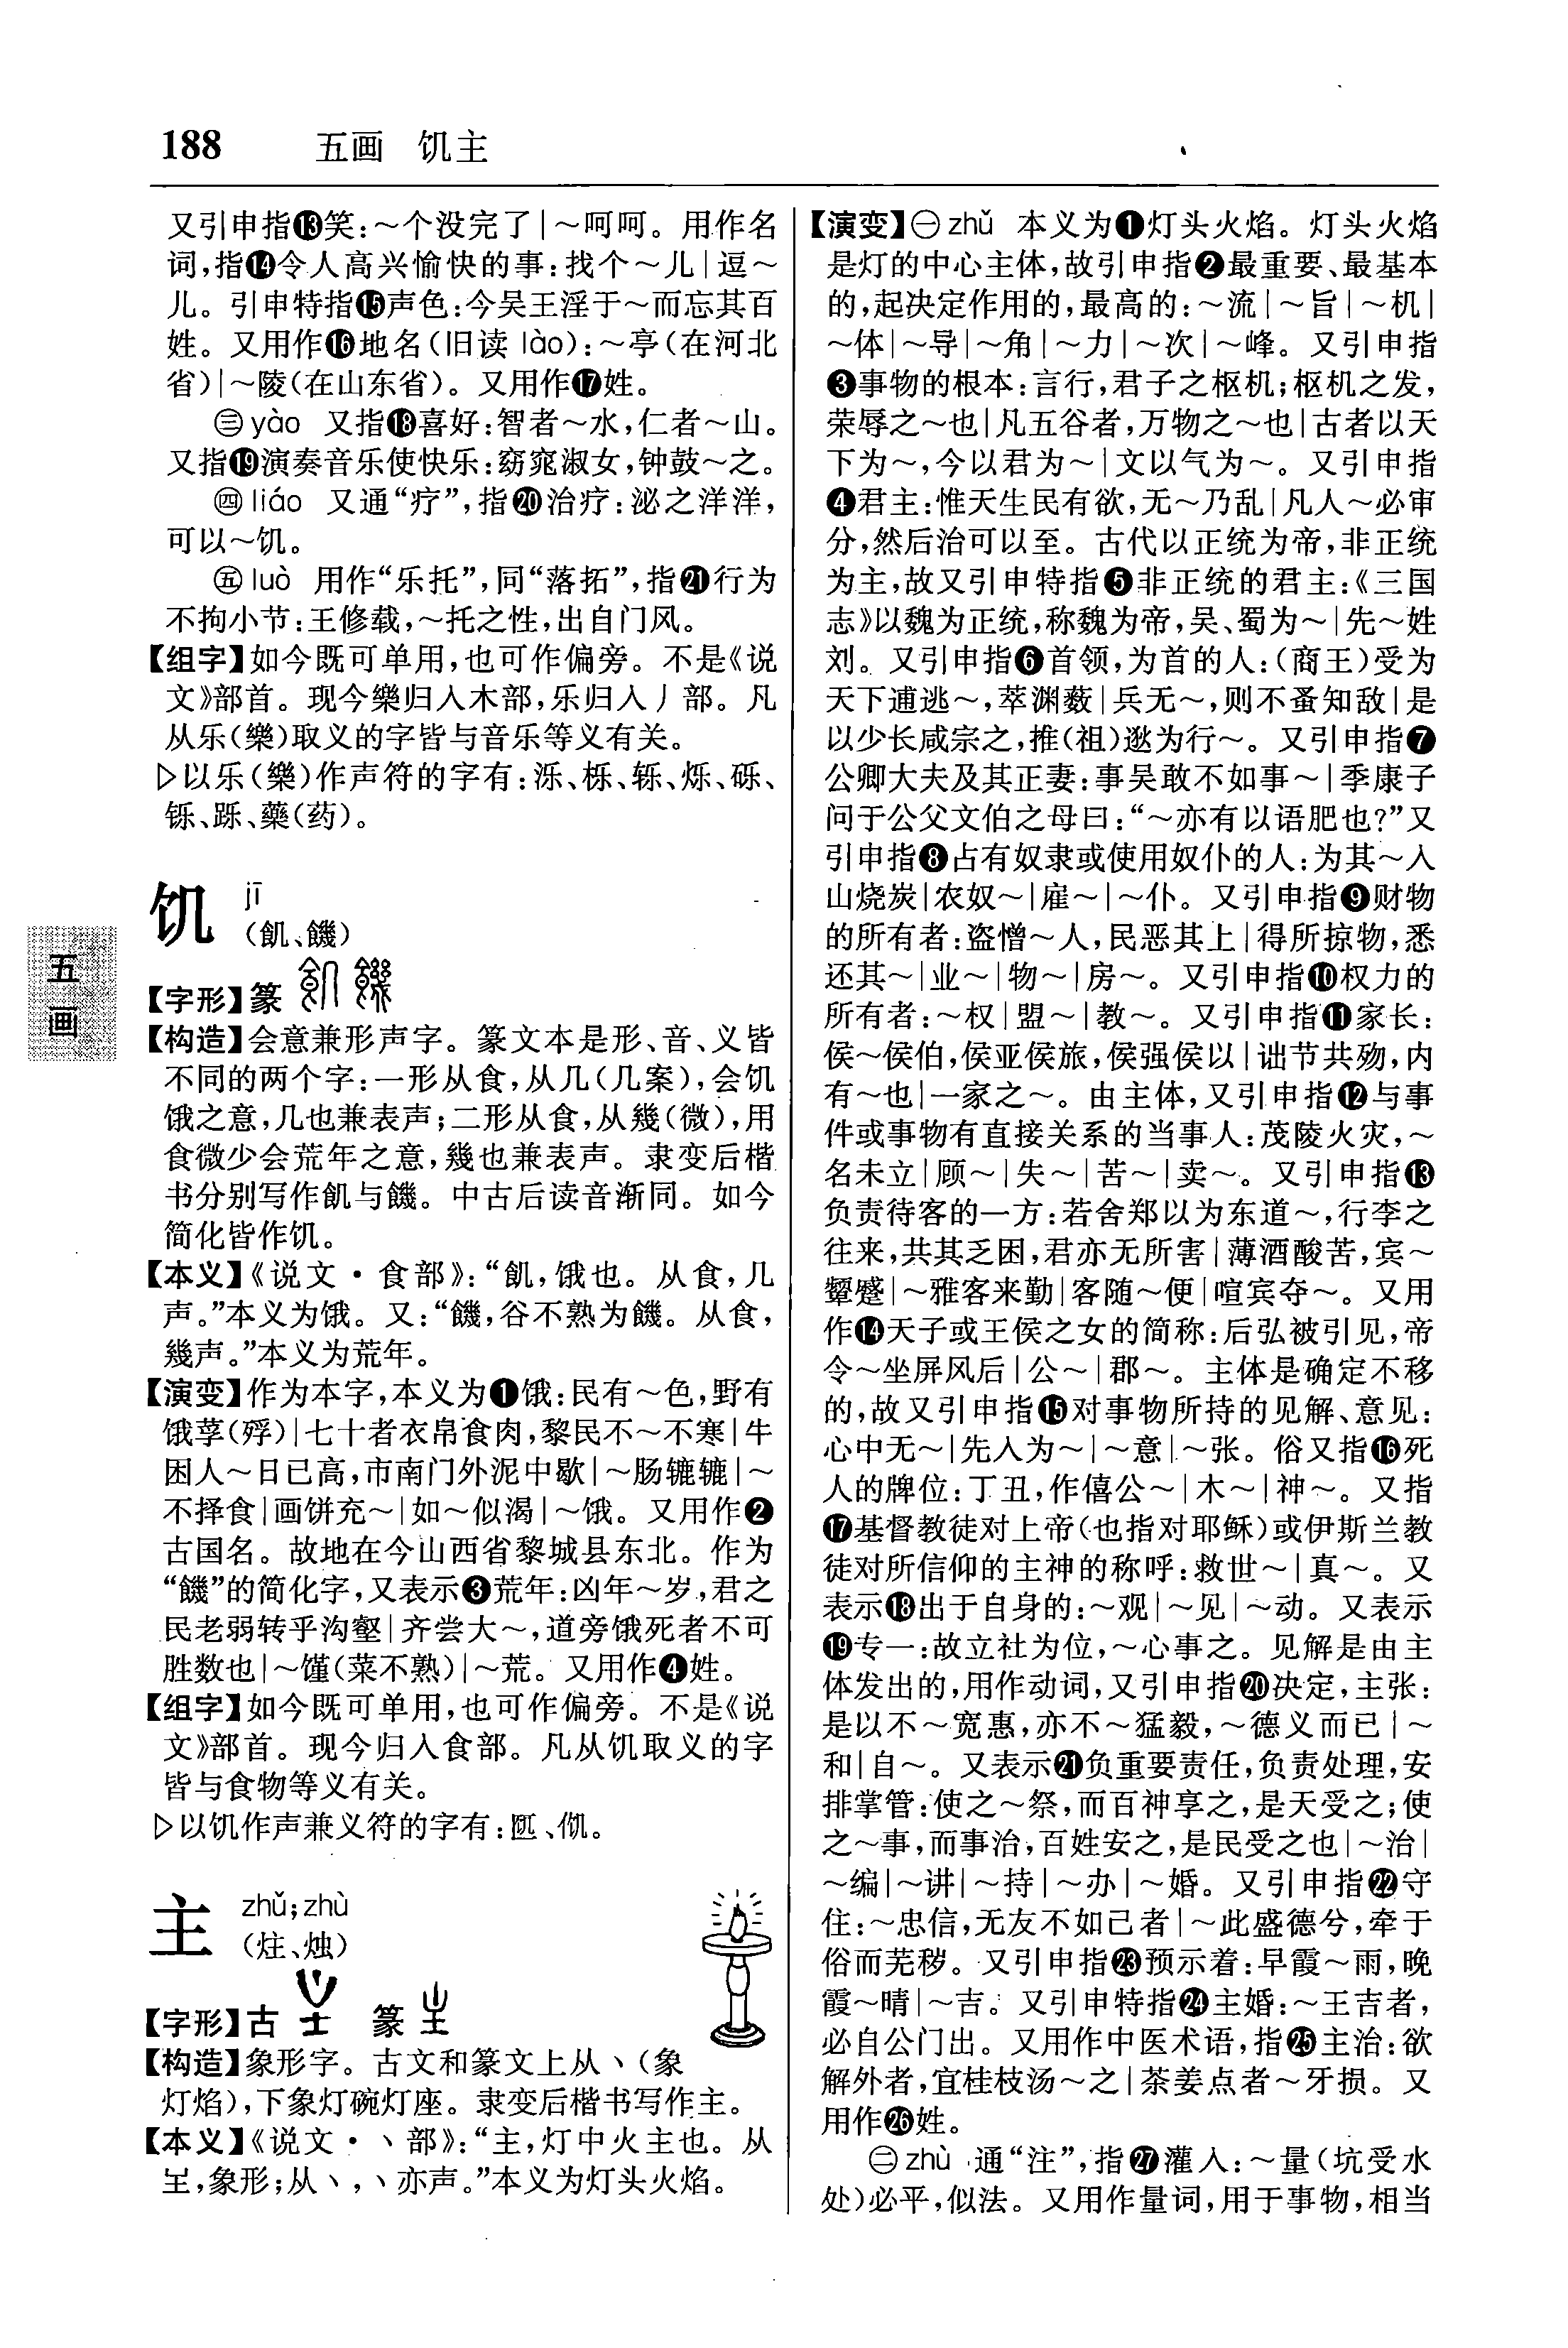 188 五画 饥主
又引申指⓭笑:～个没完了|～呵呵。用作名
词,指⓮令人高兴愉快的事:找个～儿|逗～
儿。引申特指⓯声色:今吴王淫于～而忘其百
姓。又用作⓰地名(旧读 lào):～亭(在河北
省)|～陵(在山东省)。又用作⓱姓。
㊂yào 又指⓲喜好:智者～水,仁者～山。
又指⓳演奏音乐使快乐:窈窕淑女,钟鼓～之。
㊃liáo 又通“疗”,指⓴治疗:泌之洋洋,
可以～饥。
㊄luò 用作“乐托”,同“落拓”,指㉑行为
不拘小节:王修载,～托之性,出自门风。
【组字】如今既可单用,也可作偏旁。不是《说
文》部首。现今樂归入木部,乐归入丿部。凡
从乐(樂)取义的字皆与音乐等义有关。
▷以乐(樂)作声符的字有:泺、栎、轹、烁、砾、
铄、跞、藥(药)。
饥 jī
(飢、饑)
【字形】篆
【构造】会意兼形声字。篆文本是形、音、义皆
不同的两个字:一形从食,从几(几案),会饥
饿之意,几也兼表声;二形从食,从幾(微),用
食微少会荒年之意,幾也兼表声。隶变后楷
书分别写作飢与饑。中古后读音渐同。如今
简化皆作饥。
【本义】《说文·食部》:“飢,饿也。从食,几
声。”本义为饿。又:“饑,谷不熟为饑。从食,
幾声。”本义为荒年。
【演变】作为本字,本义为❶饿:民有～色,野有
饿莩(殍)|七十者衣帛食肉,黎民不～不寒|牛
困人～日已高,市南门外泥中歇|～肠辘辘|～
不择食|画饼充～|如～似渴|～饿。又用作❷
古国名。故地在今山西省黎城县东北。作为
“饑”的简化字,又表示❸荒年:凶年～岁,君之
民老弱转乎沟壑|齐尝大～,道旁饿死者不可
胜数也|～馑(菜不熟)|～荒。又用作❹姓。
【组字】如今既可单用,也可作偏旁。不是《说
文》部首。现今归入食部。凡从饥取义的字
皆与食物等义有关。
▷以饥作声兼义符的字有:
主 zhǔ;zhù
(炷、烛)
【字形】古 篆
【构造】象形字。古文和篆文上从丶(象
灯焰),下象灯碗灯座。隶变后楷书写作主。
【本义】《说文·丶部》:“主,灯中火主也。从
𡈼,象形;从丶,丶亦声。”本义为灯头火焰。
【演变】㊀zhǔ 本义为❶灯头火焰。灯头火焰
是灯的中心主体,故引申指❷最重要、最基本
的,起决定作用的,最高的:～流|～旨|～机|
～体|～导|～角|～力|～次|～峰。又引申指
❸事物的根本:言行,君子之枢机;枢机之发,
荣辱之～也|凡五谷者,万物之～也|古者以天
下为～,今以君为～|文以气为～。又引申指
❹君主:惟天生民有欲,无～乃乱|凡人～必审
分,然后治可以至。古代以正统为帝,非正统
为主,故又引申特指❺非正统的君主:《三国
志》以魏为正统,称魏为帝,吴、蜀为～|先～姓
刘。又引申指❻首领,为首的人:(商王)受为
天下逋逃～,萃渊薮|兵无～,则不蚤知敌|是
以少长咸宗之,推(祖)逖为行～。又引申指❼
公卿大夫及其正妻:事吴敢不如事～|季康子
问于公父文伯之母曰:“～亦有以语肥也?”又
引申指❽占有奴隶或使用奴仆的人:为其～入
山烧炭|农奴～|雇～|～仆。又引申指❾财物
的所有者:盗憎～人,民恶其上|得所掠物,悉
还其～|业～|物～|房～。又引申指❿权力的
所有者:～权|盟～|教～。又引申指⓫家长:
侯～侯伯,侯亚侯旅,侯强侯以|诎节共殇,内
有～也|一家之～。由主体,又引申指⓬与事
件或事物有直接关系的当事人:茂陵火灾,～
名未立|顾～|失～|苦～|卖～。又引申指⓭
负责待客的一方:若舍郑以为东道～,行李之
往来,共其乏困,君亦无所害|薄酒酸苦,宾～
颦蹙|～雅客来勤|客随～便|喧宾夺～。又用
作⓮天子或王侯之女的简称:后弘被引见,帝
令～坐屏风后|公～|郡～。主体是确定不移
的,故又引申指⓯对事物所持的见解、意见:
心中无～|先入为～|～意|～张。俗又指⓰死
人的牌位:丁丑,作僖公～|木～|神～。又指
⓱基督教徒对上帝(也指对耶稣)或伊斯兰教
徒对所信仰的主神的称呼:救世～|真～。又
表示⓲出于自身的:～观|～见|～动。又表示
⓳专一:故立社为位,～心事之。见解是由主
体发出的,用作动词,又引申指⓴决定,主张:
是以不～宽惠,亦不～猛毅,～德义而已|～
和|自～。又表示㉑负重要责任,负责处理,安
排掌管:使之～祭,而百神享之,是天受之;使
之～事,而事治,百姓安之,是民受之也|～治|
～编|～讲|～持|～办|～婚。又引申指㉒守
住:～忠信,无友不如己者|～此盛德兮,牵于
俗而芜秽。又引申指㉓预示着:早霞～雨,晚
霞～晴|～吉。又引申特指㉔主婚:～王吉者,
必自公门出。又用作中医术语,指㉕主治:欲
解外者,宜桂枝汤～之|茶姜点者～牙损。又
用作㉖姓。
㊁zhù 通“注”,指㉗灌入:～量(坑受水
处)必平,似法。又用作量词,用于事物,相当
五画